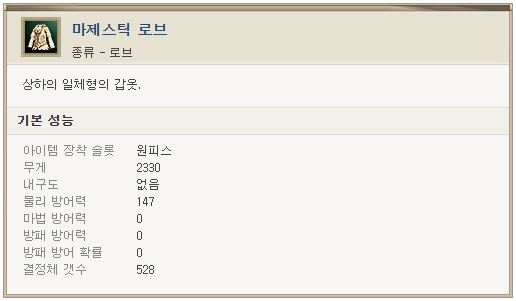 마제스틱 로브
종류 - 로브
상하의 일체형의 갑옷.
기본 성능
아이템 장착 슬롯 원피스
무게 2330
내구도 없음
물리 방어력 147
마법 방어력 0
방패 방어력 0
방패 방어 확률 0
결정체 갯수 528